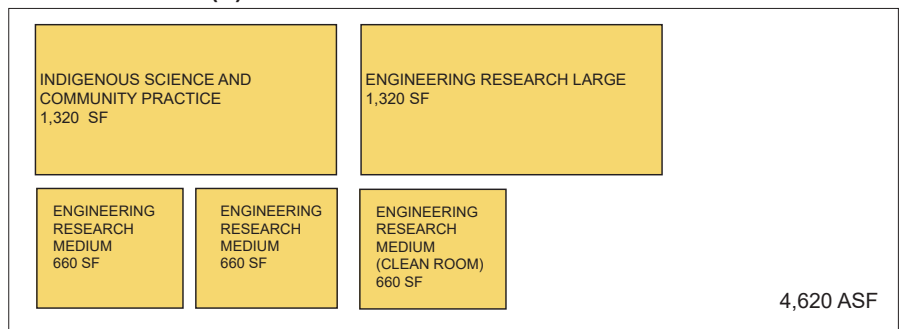 INDIGENOUS SCIENCE AND
COMMUNITY PRACTICE
1,320 SF
ENGINEERING RESEARCH LARGE
1,320 SF
ENGINEERING
RESEARCH
MEDIUM
660 SF
ENGINEERING
RESEARCH
MEDIUM
660 SF
ENGINEERING
RESEARCH
MEDIUM
(CLEAN ROOM)
660 SF
4,620 ASF